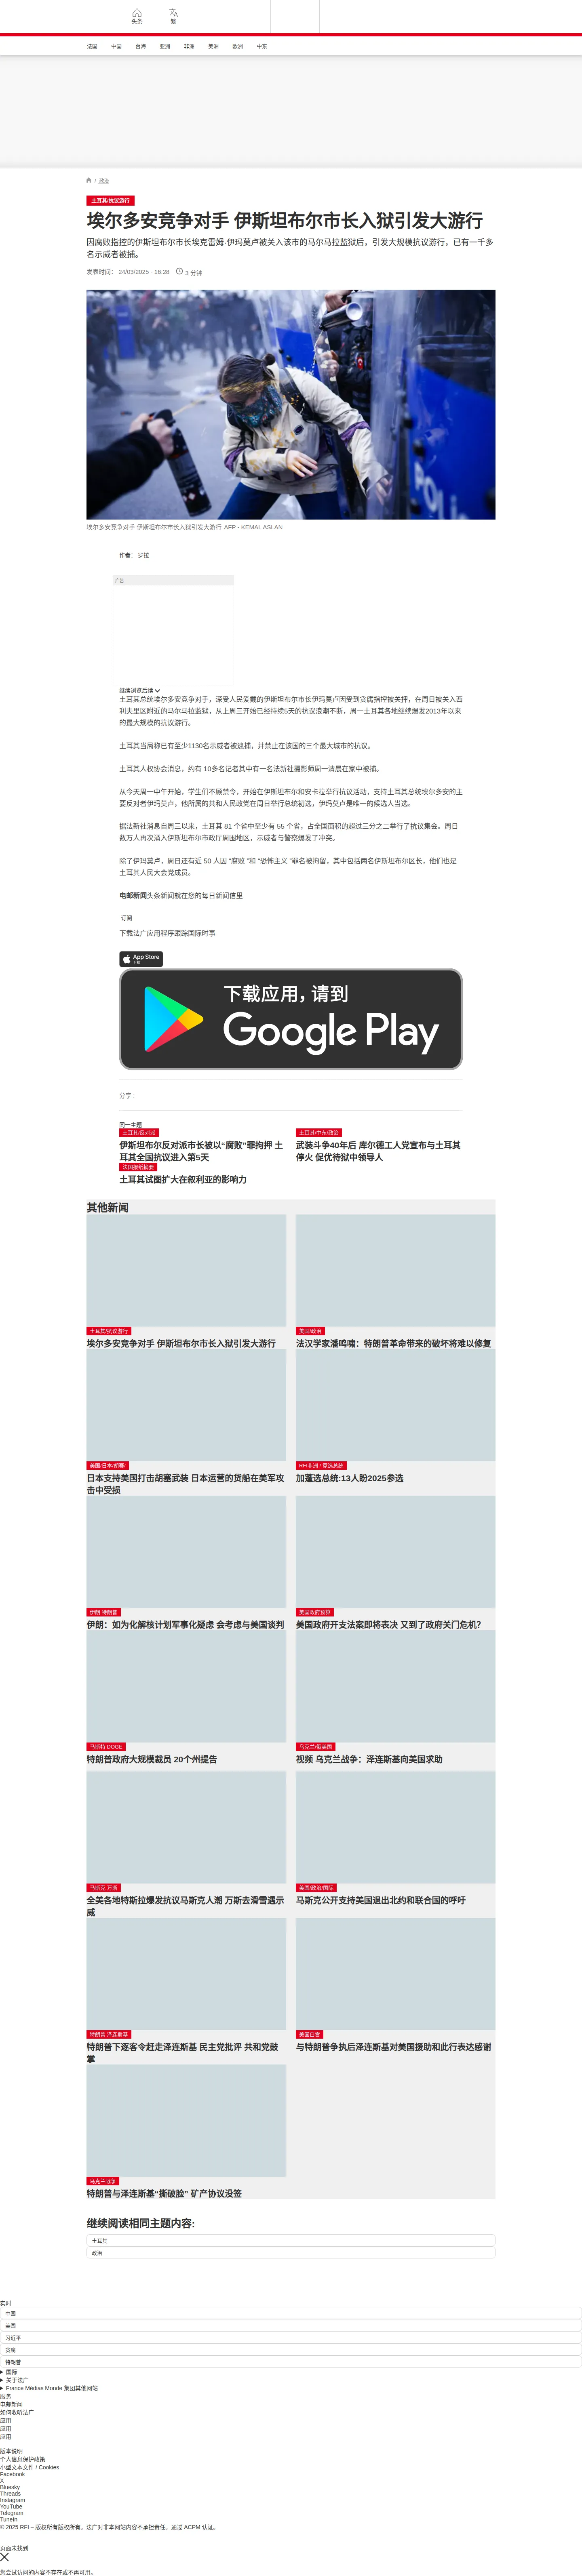 头条
繁
法国 中国 台海 亚洲 非洲 美洲 欧洲 中东
/ 政治
土耳其/抗议游行
埃尔多安竞争对手 伊斯坦布尔市长入狱引发大游行
因腐败指控的伊斯坦布尔市长埃克雷姆·伊玛莫卢被关入该市的马尔马拉监狱后，引发大规模抗议游行，已有一千多
名示威者被捕。
发表时间： 24/03/2025 - 16:28 3 分钟
埃尔多安竞争对手 伊斯坦布尔市长入狱引发大游行 AFP - KEMAL ASLAN
作者： 罗拉
广告
继续浏览后续
土耳其总统埃尔多安竞争对手，深受人民爱戴的伊斯坦布尔市长伊玛莫卢因受到贪腐指控被关押，在周日被关入西
利夫里区附近的马尔马拉监狱，从上周三开始已经持续5天的抗议浪潮不断，周一土耳其各地继续爆发2013年以来
的最大规模的抗议游行。
土耳其当局称已有至少1130名示威者被逮捕，并禁止在该国的三个最大城市的抗议。
土耳其人权协会消息，约有 10多名记者其中有一名法新社摄影师周一清晨在家中被捕。
从今天周一中午开始，学生们不顾禁令，开始在伊斯坦布尔和安卡拉举行抗议活动，支持土耳其总统埃尔多安的主
要反对者伊玛莫卢，他所属的共和人民政党在周日举行总统初选，伊玛莫卢是唯一的候选人当选。
据法新社消息自周三以来，土耳其 81 个省中至少有 55 个省，占全国面积的超过三分之二举行了抗议集会。周日
数万人再次涌入伊斯坦布尔市政厅周围地区，示威者与警察爆发了冲突。
除了伊玛莫卢，周日还有近 50 人因 “腐败 ”和 “恐怖主义 ”罪名被拘留，其中包括两名伊斯坦布尔区长，他们也是
土耳其人民大会党成员。
电邮新闻头条新闻就在您的每日新闻信里
订阅
下载法广应用程序跟踪国际时事
App Store
下载
下载应用，请到
Google Play
分享 :
同一主题
土耳其/反对派
伊斯坦布尔反对派市长被以“腐败”罪拘押 土
耳其全国抗议进入第5天
土耳其/中东/政治
武装斗争40年后 库尔德工人党宣布与土耳其
停火 促优待狱中领导人
法国报纸摘要
土耳其试图扩大在叙利亚的影响力
其他新闻
土耳其/抗议游行
埃尔多安竞争对手 伊斯坦布尔市长入狱引发大游行
美国/政治
法汉学家潘鸣啸：特朗普革命带来的破坏将难以修复
美国/日本/胡赛/
日本支持美国打击胡塞武装 日本运营的货船在美军攻
击中受损
RFI非洲 / 竞选总统
加蓬选总统:13人盼2025参选
伊朗 特朗普
伊朗：如为化解核计划军事化疑虑 会考虑与美国谈判
美国政府预算
美国政府开支法案即将表决 又到了政府关门危机?
马斯特 DOGE
特朗普政府大规模裁员 20个州提告
乌克兰/俄美国
视频 乌克兰战争：泽连斯基向美国求助
马斯克 万斯
全美各地特斯拉爆发抗议马斯克人潮 万斯去滑雪遇示
威
美国/政治/国际
马斯克公开支持美国退出北约和联合国的呼吁
特朗普 泽连斯基
特朗普下逐客令赶走泽连斯基 民主党批评 共和党鼓
掌
美国白宫
与特朗普争执后泽连斯基对美国援助和此行表达感谢
乌克兰战争
特朗普与泽连斯基“撕破脸” 矿产协议没签
继续阅读相同主题内容:
土耳其
政治
实时
中国
美国
习近平
贪腐
特朗普
国际
关于法广
France Médias Monde 集团其他网站
服务
电邮新闻
如何收听法广
应用
应用
应用
版本说明
个人信息保护政策
小型文本文件 / Cookies
Facebook
X
Bluesky
Threads
Instagram
YouTube
Telegram
TuneIn
© 2025 RFI – 版权所有版权所有。法广对非本网站内容不承担责任。通过 ACPM 认证。
页面未找到
您尝试访问的内容不存在或不再可用。